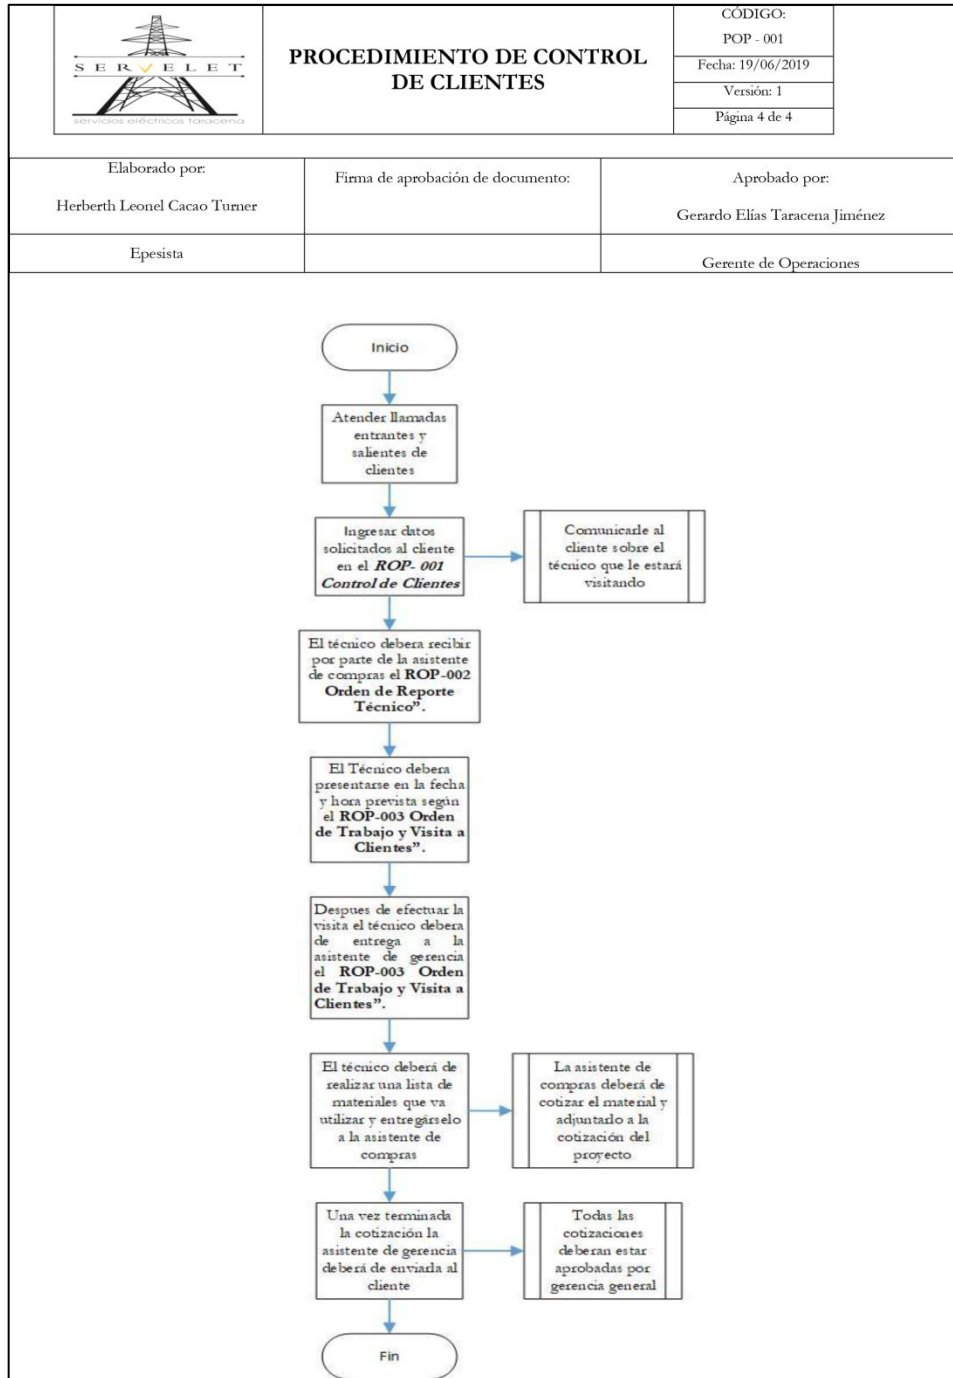 SERVELET
servicios eléctricos taracena
PROCEDIMIENTO DE CONTROL
DE CLIENTES
CÓDIGO:
POP - 001
Fecha: 19/06/2019
Versión: 1
Página 4 de 4
Elaborado por:
Herberth Leonel Cacao Turner
Firma de aprobación de documento:
Aprobado por:
Gerardo Elías Taracena Jiménez
Epesista
Gerente de Operaciones
Inicio
Atender llamadas
entrantes y
salientes de
clientes
Ingresar datos
solicitados al cliente
en el ROP- 001
Control de Clientes
Comunicarle al
cliente sobre el
técnico que le estará
visitando
El técnico debera recibir
por parte de la asistente
de compras el ROP-002
Orden de Reporte
Técnico”.
El Técnico debera
presentarse en la fecha
y hora prevista según
el ROP-003 Orden
de Trabajo y Visita a
Clientes”.
Despues de efectuar la
visita el técnico debera
de entrega a la
asistente de gerencia
el ROP-003 Orden
de Trabajo y Visita a
Clientes”.
El técnico deberá de
realizar una lista de
materiales que va
utilizar y entregárselo
a la asistente de
compras
La asistente de
compras deberá de
cotizar el material y
adjuntarlo a la
cotización del
proyecto
Una vez terminada
la cotización la
asistente de gerencia
deberá de enviarla al
cliente
Todas las
cotizaciones
deberan estar
aprobadas por
gerencia general
Fin